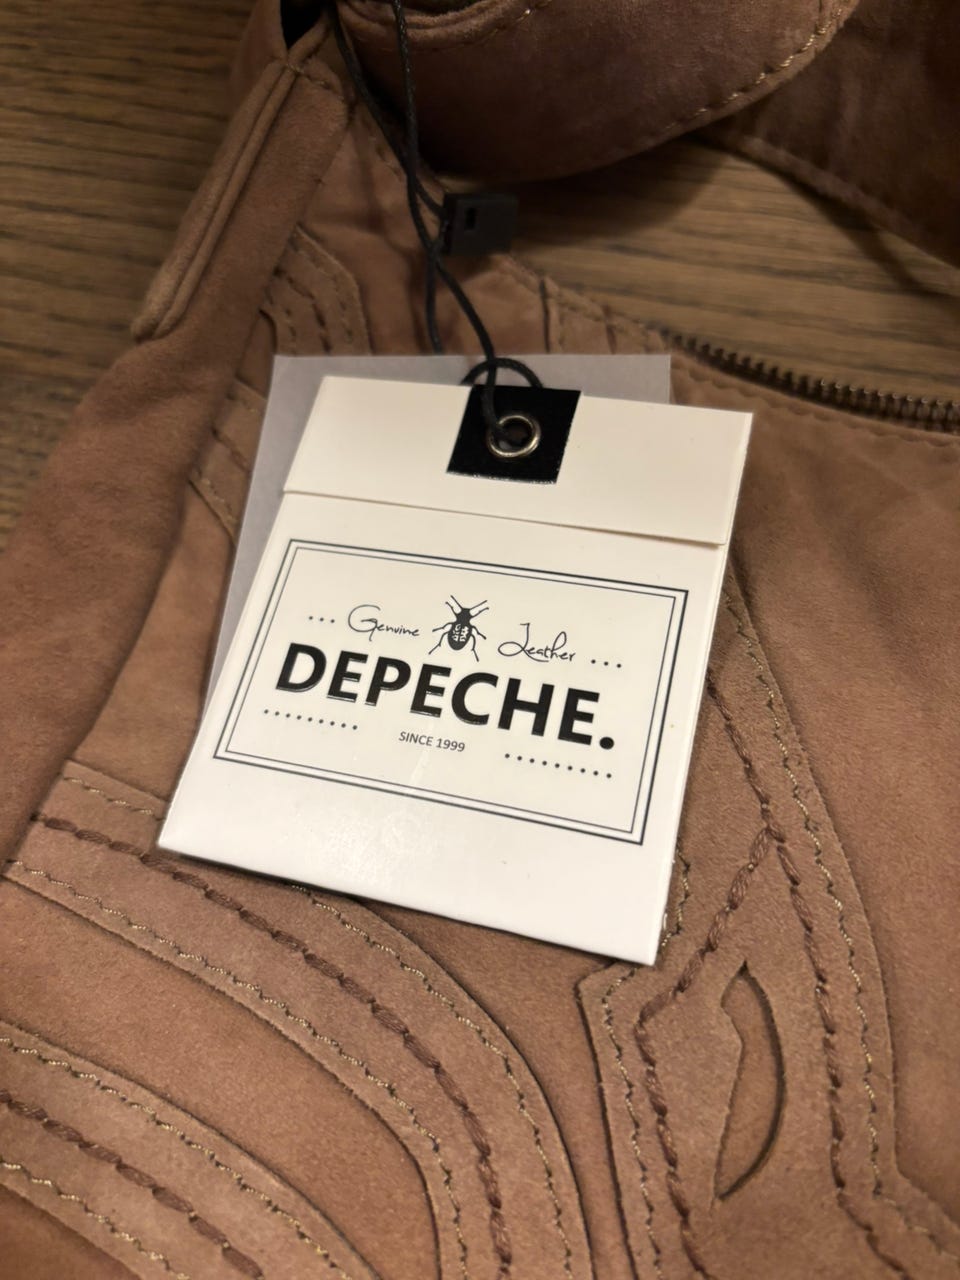 ... Genuine Leather ...
DEPECHE.
SINCE 1999